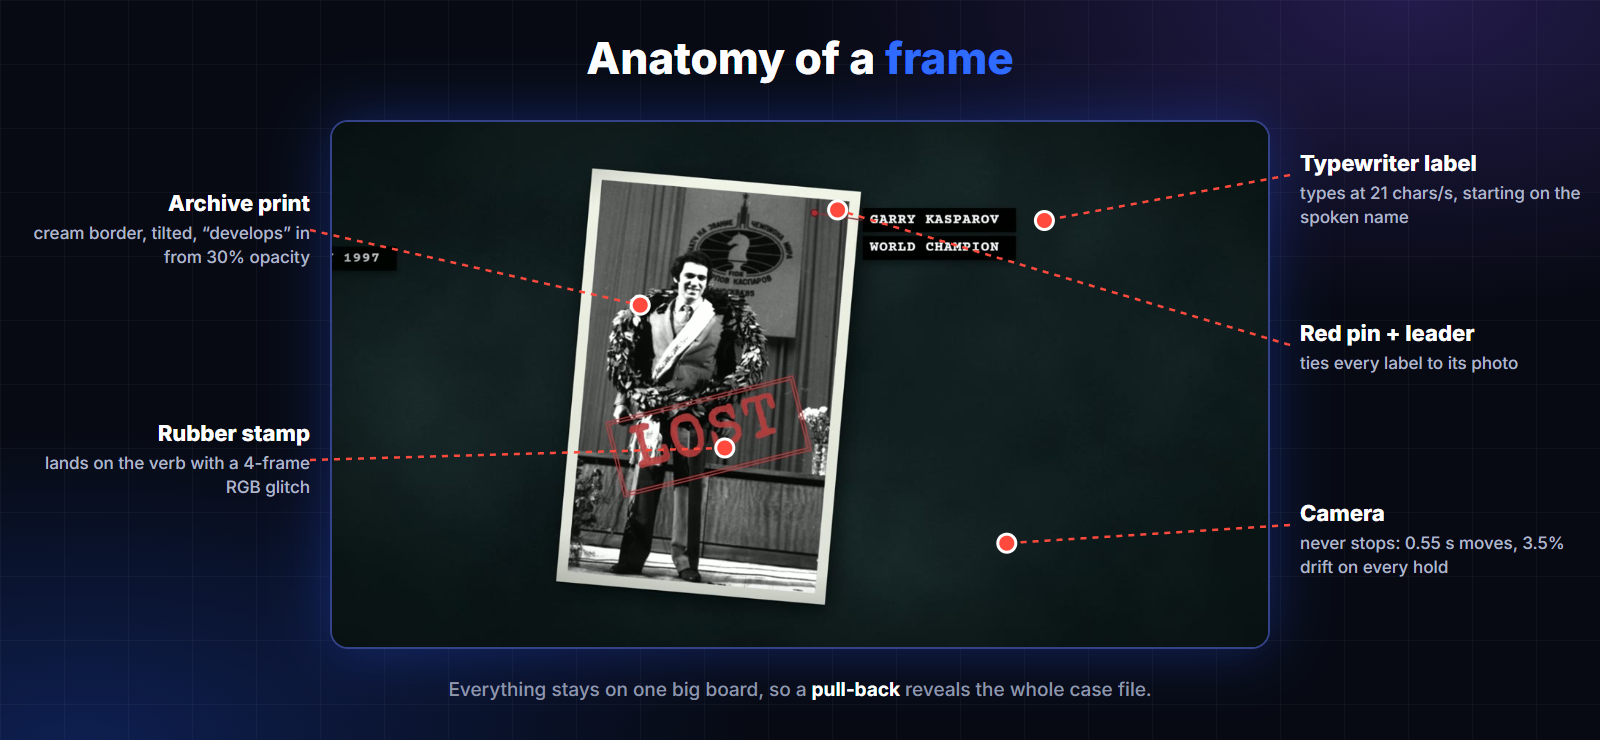 Anatomy of a frame
Archive print
cream border, tilted, “develops” in
from 30% opacity
1997
Rubber stamp
lands on the verb with a 4-frame
RGB glitch
КАСПАРОВ
GARRY KASPAROV
WORLD CHAMPION
LOST
Typewriter label
types at 21 chars/s, starting on the
spoken name
Red pin + leader
ties every label to its photo
Camera
never stops: 0.55 s moves, 3.5%
drift on every hold
Everything stays on one big board, so a pull-back reveals the whole case file.